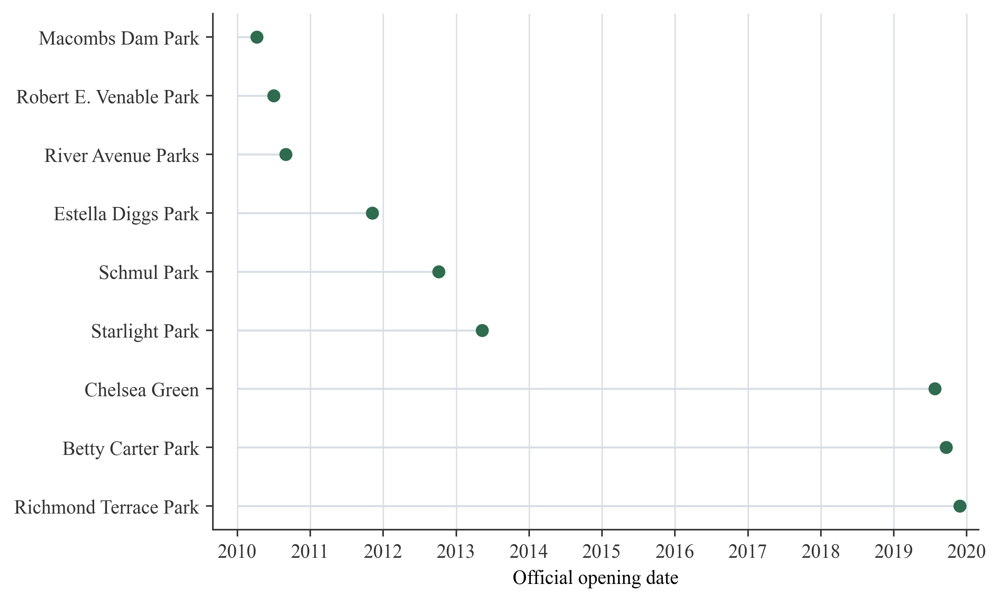 Macombs Dam Park
Robert E. Venable Park
River Avenue Parks
Estella Diggs Park
Schmul Park
Starlight Park
Chelsea Green
Betty Carter Park
Richmond Terrace Park
2010 2011 2012 2013 2014 2015 2016 2017 2018 2019 2020
Official opening date